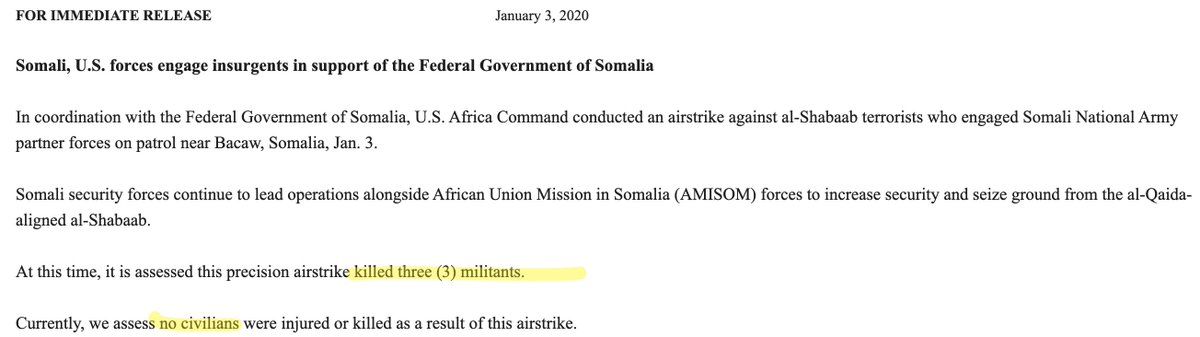 FOR IMMEDIATE RELEASE January 3, 2020
Somali, U.S. forces engage insurgents in support of the Federal Government of Somalia
In coordination with the Federal Government of Somalia, U.S. Africa Command conducted an airstrike against al-Shabaab terrorists who engaged Somali National Army
partner forces on patrol near Bacaw, Somalia, Jan. 3.
Somali security forces continue to lead operations alongside African Union Mission in Somalia (AMISOM) forces to increase security and seize ground from the al-Qaida-
aligned al-Shabaab.
At this time, it is assessed this precision airstrike killed three (3) militants.
Currently, we assess no civilians were injured or killed as a result of this airstrike.